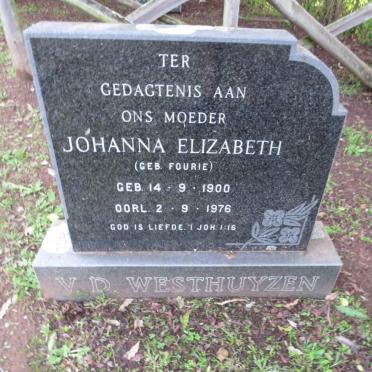 TER
GEDAGTENIS AAN
ONS MOEDER
JOHANNA ELIZABETH
(GEB. FOURIE)
GEB. 14 · 9 · 1900
OORL. 2 · 9 · 1976
GOD IS LIEFDE. I JOH 1:16
V. D. WESTHUYZEN